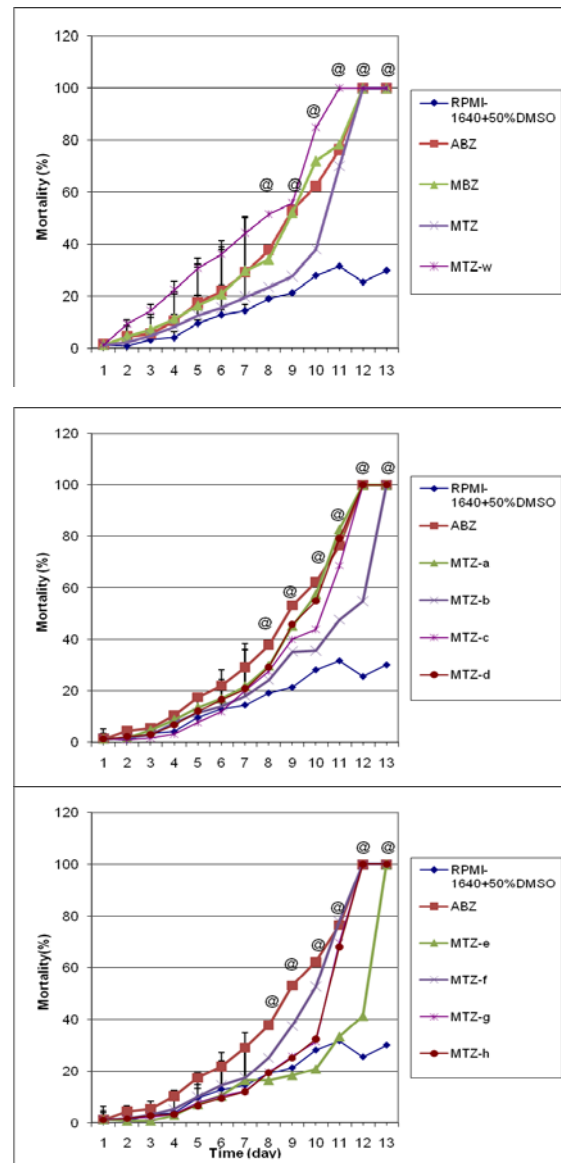 120
100
80
60
40
20
0
Mortality (%)
@ @ @ @ @ @
1 2 3 4 5 6 7 8 9 10 11 12 13
RPMI-
1640+50%DMSO
ABZ
MBZ
MTZ
MTZ-w
120
100
80
60
40
20
0
Mortality (%)
@ @ @ @ @ @
1 2 3 4 5 6 7 8 9 10 11 12 13
RPMI-
1640+50%DMSO
ABZ
MTZ-a
MTZ-b
MTZ-c
MTZ-d
120
100
80
60
40
20
0
Mortality(%)
@ @ @ @ @ @
1 2 3 4 5 6 7 8 9 10 11 12 13
Time (day)
RPMI-
1640+50%DMSO
ABZ
MTZ-e
MTZ-f
MTZ-g
MTZ-h